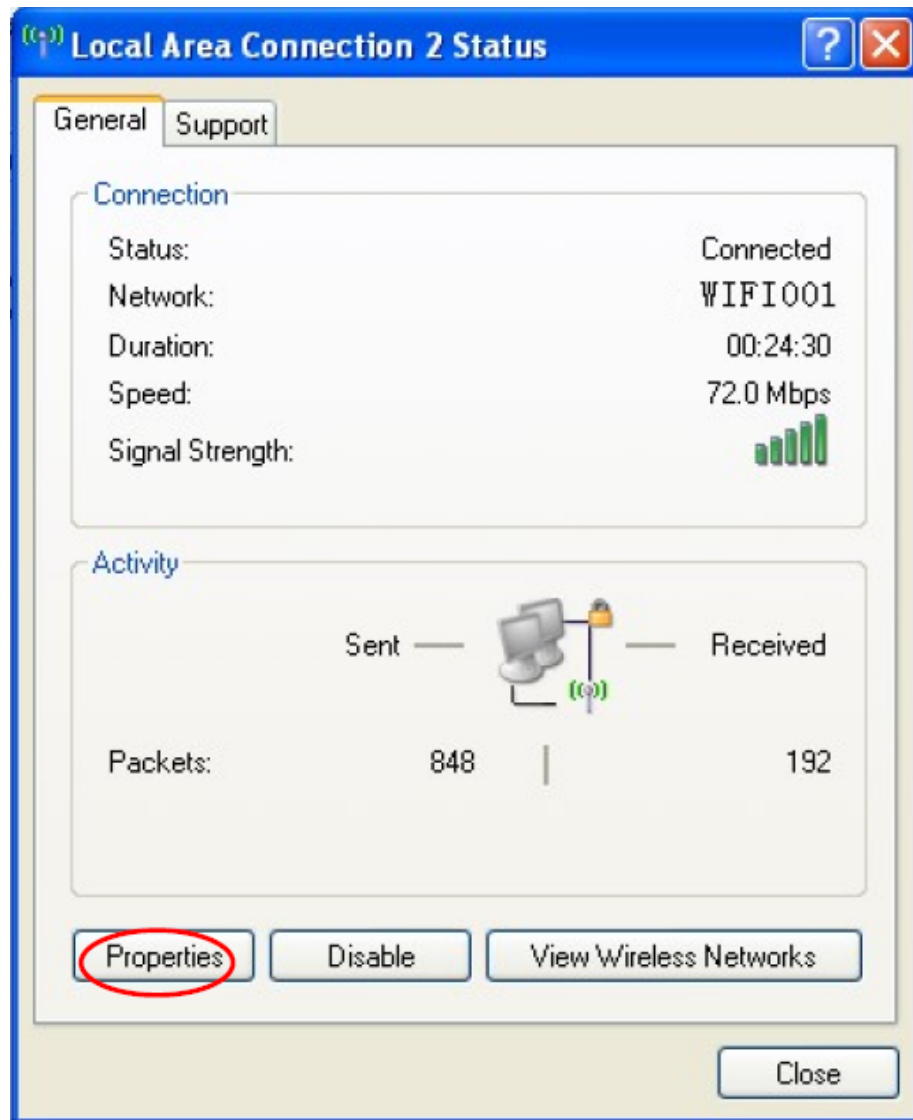 Local Area Connection 2 Status
General Support
Connection
Status: Connected
Network: WIFI001
Duration: 00:24:30
Speed: 72.0 Mbps
Signal Strength:
Activity
Sent Received
Packets: 848 192
Properties Disable View Wireless Networks
Close